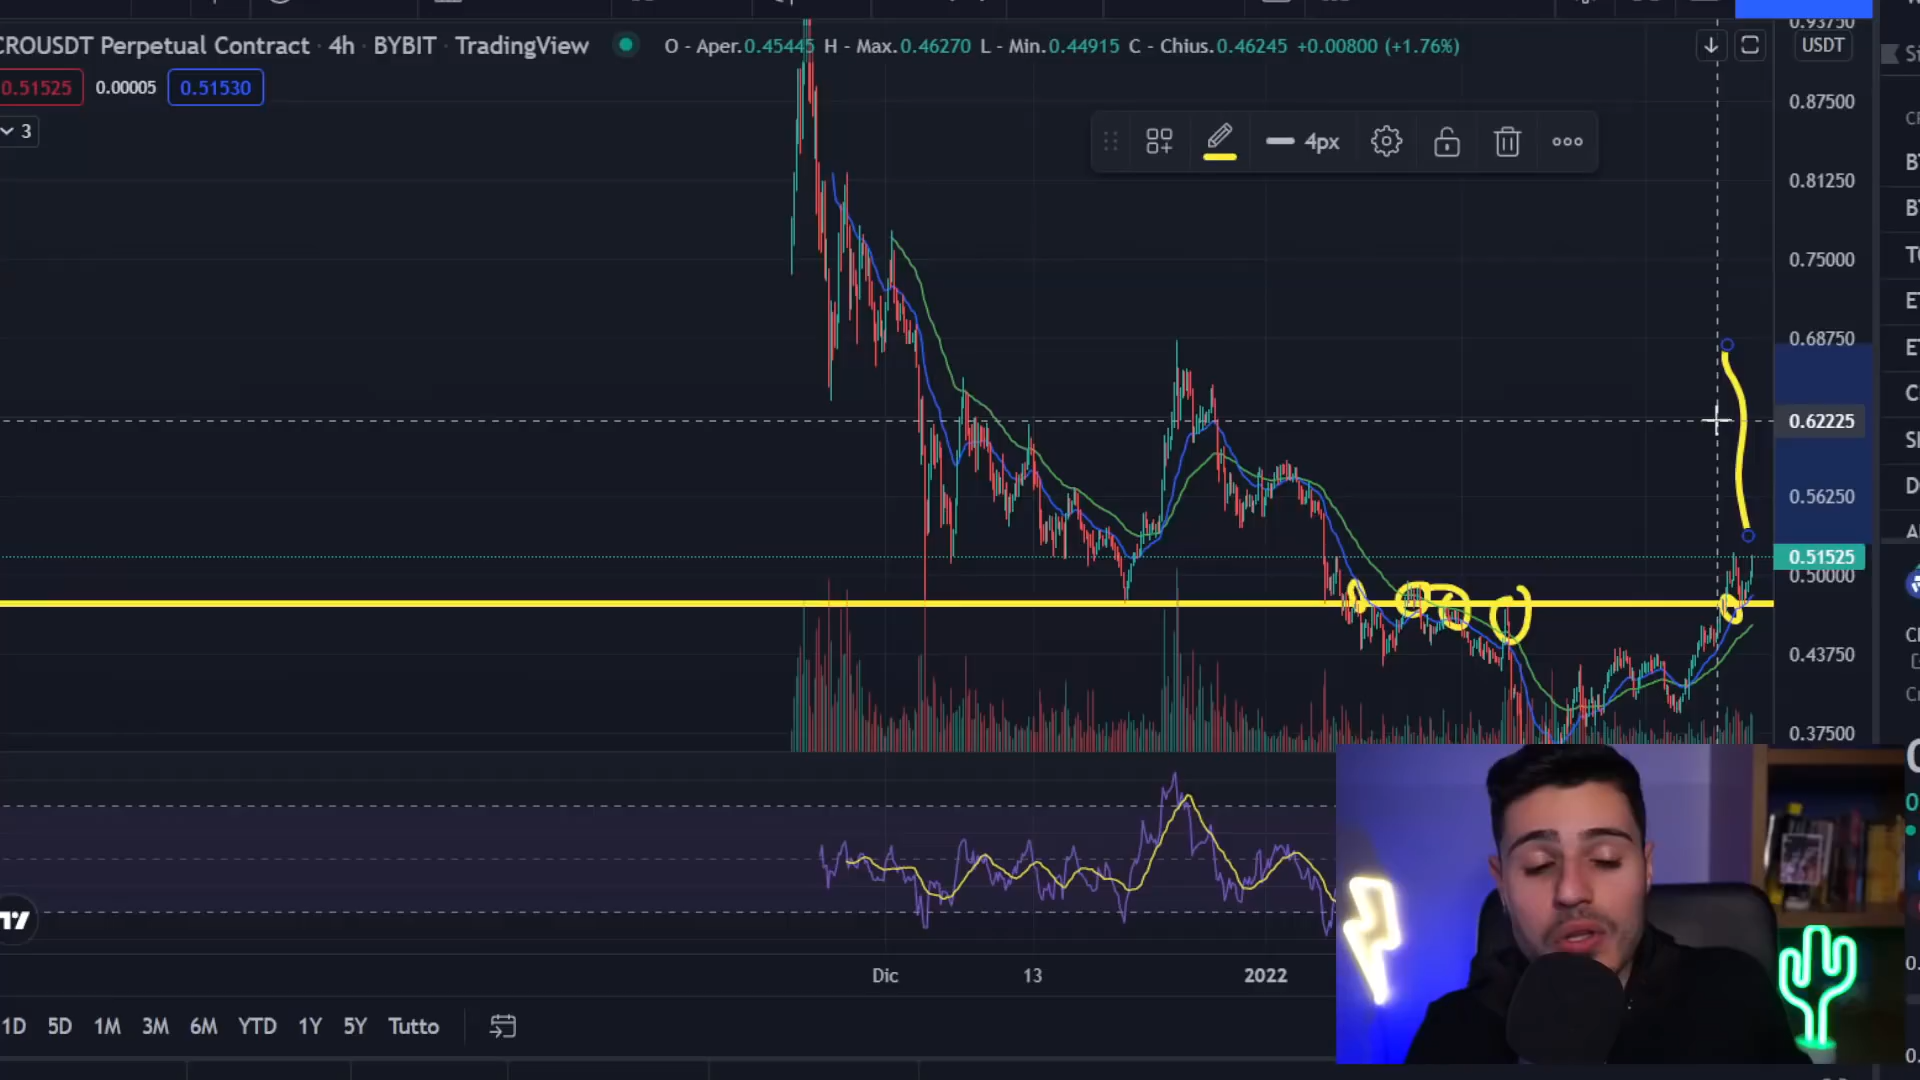 CROUSDT Perpetual Contract · 4h · BYBIT · TradingView
O - Aper.0.45445 H - Max.0.46270 L - Min.0.44915 C - Chius.0.46245 +0.00800 (+1.76%)
USDT
0.51525 0.00005 0.51530
3
4px
0.93750
0.87500
0.81250
0.75000
0.68750
0.62225
0.56250
0.51525
0.50000
0.43750
0.37500
Dic 13 2022
1D 5D 1M 3M 6M YTD 1Y 5Y Tutto